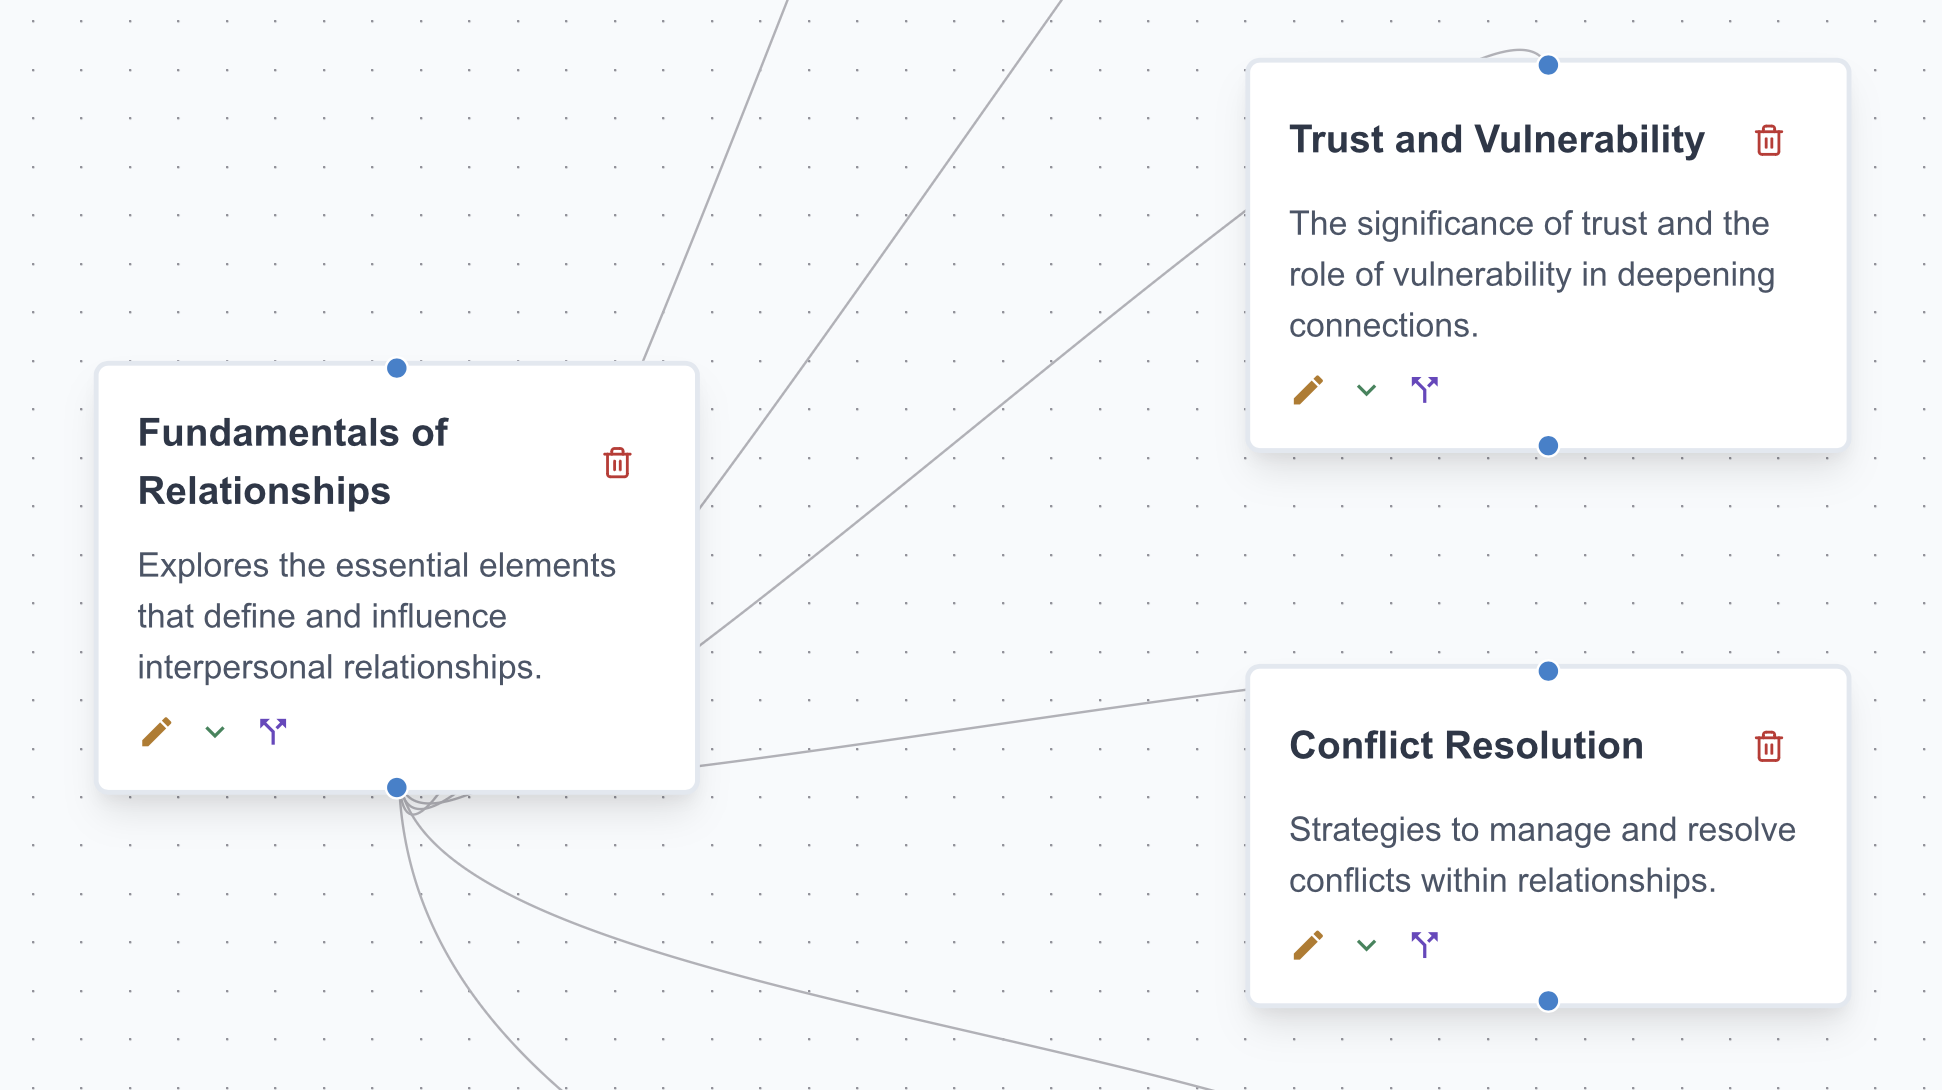 Fundamentals of
Relationships
Explores the essential elements
that define and influence
interpersonal relationships.
Trust and Vulnerability
The significance of trust and the
role of vulnerability in deepening
connections.
Conflict Resolution
Strategies to manage and resolve
conflicts within relationships.